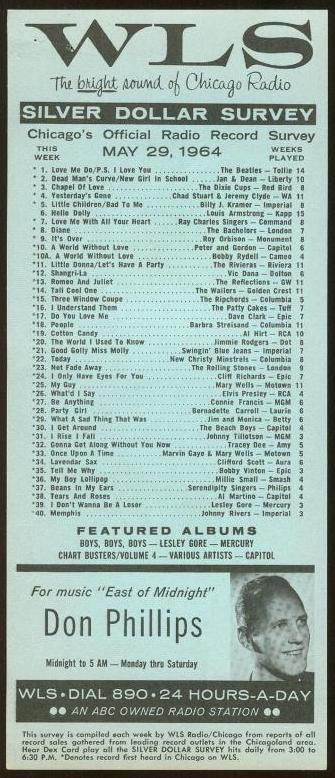 WLS
The bright sound of Chicago Radio
SILVER DOLLAR SURVEY
Chicago's Official Radio Record Survey
THIS WEEK MAY 29, 1964 WEEKS PLAYED
* 1. Love Me Do/P.S. I Love You ..... The Beatles — Tollie 14
* 2. Dead Man's Curve/New Girl In School ..... Jan & Dean — Liberty 10
* 3. Chapel Of Love ..... The Dixie Cups — Red Bird 8
* 4. Yesterday's Gone ..... Chad Stuart & Jeremy Clyde — WA 11
* 5. Little Children/Bad To Me ..... Billy J. Kramer — Imperial 8
6. Hello Dolly ..... Louis Armstrong — Kapp 15
* 7. Love Me With All Your Heart ..... Ray Charles Singers — Command 8
* 8. Diane ..... The Bachelors — London 7
* 9. It's Over ..... Roy Orbison — Monument 8
*10. A World Without Love ..... Peter and Gordon — Capitol 6
*10A. A World Without Love ..... Bobby Rydell — Cameo 4
*11. Little Donna/Let's Have A Party ..... The Rivieras — Riviera 11
*12. Shangri-La ..... Vic Dana — Dolton 6
*13. Romeo And Juliet ..... The Reflections — GW 11
*14. Tall Cool One ..... The Wailers — Golden Crest 11
*15. Three Window Coupe ..... The Ripchords — Columbia 5
*16. I Understand Them ..... The Patty Cakes — Tuff 7
*17. Do You Love Me ..... Dave Clark — Epic 7
*18. People ..... Barbra Streisand — Columbia 11
*19. Cotton Candy ..... Al Hirt — RCA 10
*20. The World I Used To Know ..... Jimmie Rodgers — Dot 8
*21. Good Golly Miss Molly ..... Swingin' Blue Jeans — Imperial 7
*22. Today ..... New Christy Minstrels — Columbia 8
*23. Not Fade Away ..... The Rolling Stones — London 9
*24. I Only Have Eyes For You ..... Cliff Richards — Epic 7
*25. My Guy ..... Mary Wells — Motown 11
*26. What'd I Say ..... Elvis Presley — RCA 4
*27. Be Anything ..... Connie Francis — MGM 6
*28. Party Girl ..... Bernadette Carroll — Laurie 6
*29. What A Sad Thing That Was ..... Jim and Monica — Betty 6
*30. I Get Around ..... The Beach Boys — Capitol 4
*31. I Rise I Fall ..... Johnny Tillotson — MGM 3
*32. Gonna Get Along Without You Now ..... Tracey Dee — Amy 5
*33. Once Upon A Time ..... Marvin Gaye & Mary Wells — Motown 5
*34. Lavendar Sax ..... Clifford Scott — Aura 6
*35. Tell Me Why ..... Bobby Vinton — Epic 3
*36. My Boy Lollipop ..... Millie Small — Smash 4
*37. Beans In My Ears ..... Serendipity Singers — Philips 4
*38. Tears And Roses ..... Al Martino — Capitol 4
*39. I Don't Wanna Be A Loser ..... Lesley Gore — Mercury 3
*40. Memphis ..... Johnny Rivers — Imperial 3
FEATURED ALBUMS
BOYS, BOYS, BOYS — LESLEY GORE — MERCURY
CHART BUSTERS/VOLUME 4 — VARIOUS ARTISTS — CAPITOL
For music "East of Midnight"
Don Phillips
Midnight to 5 AM — Monday thru Saturday
WLS • DIAL 890 • 24 HOURS-A-DAY
AN ABC OWNED RADIO STATION
This survey is compiled each week by WLS Radio/Chicago from reports of all
record sales gathered from leading record outlets in the Chicagoland area.
Hear Dex Card play all the SILVER DOLLAR SURVEY hits daily from 3:00 to
6:30 P.M. *Denotes record first heard in Chicago on WLS.